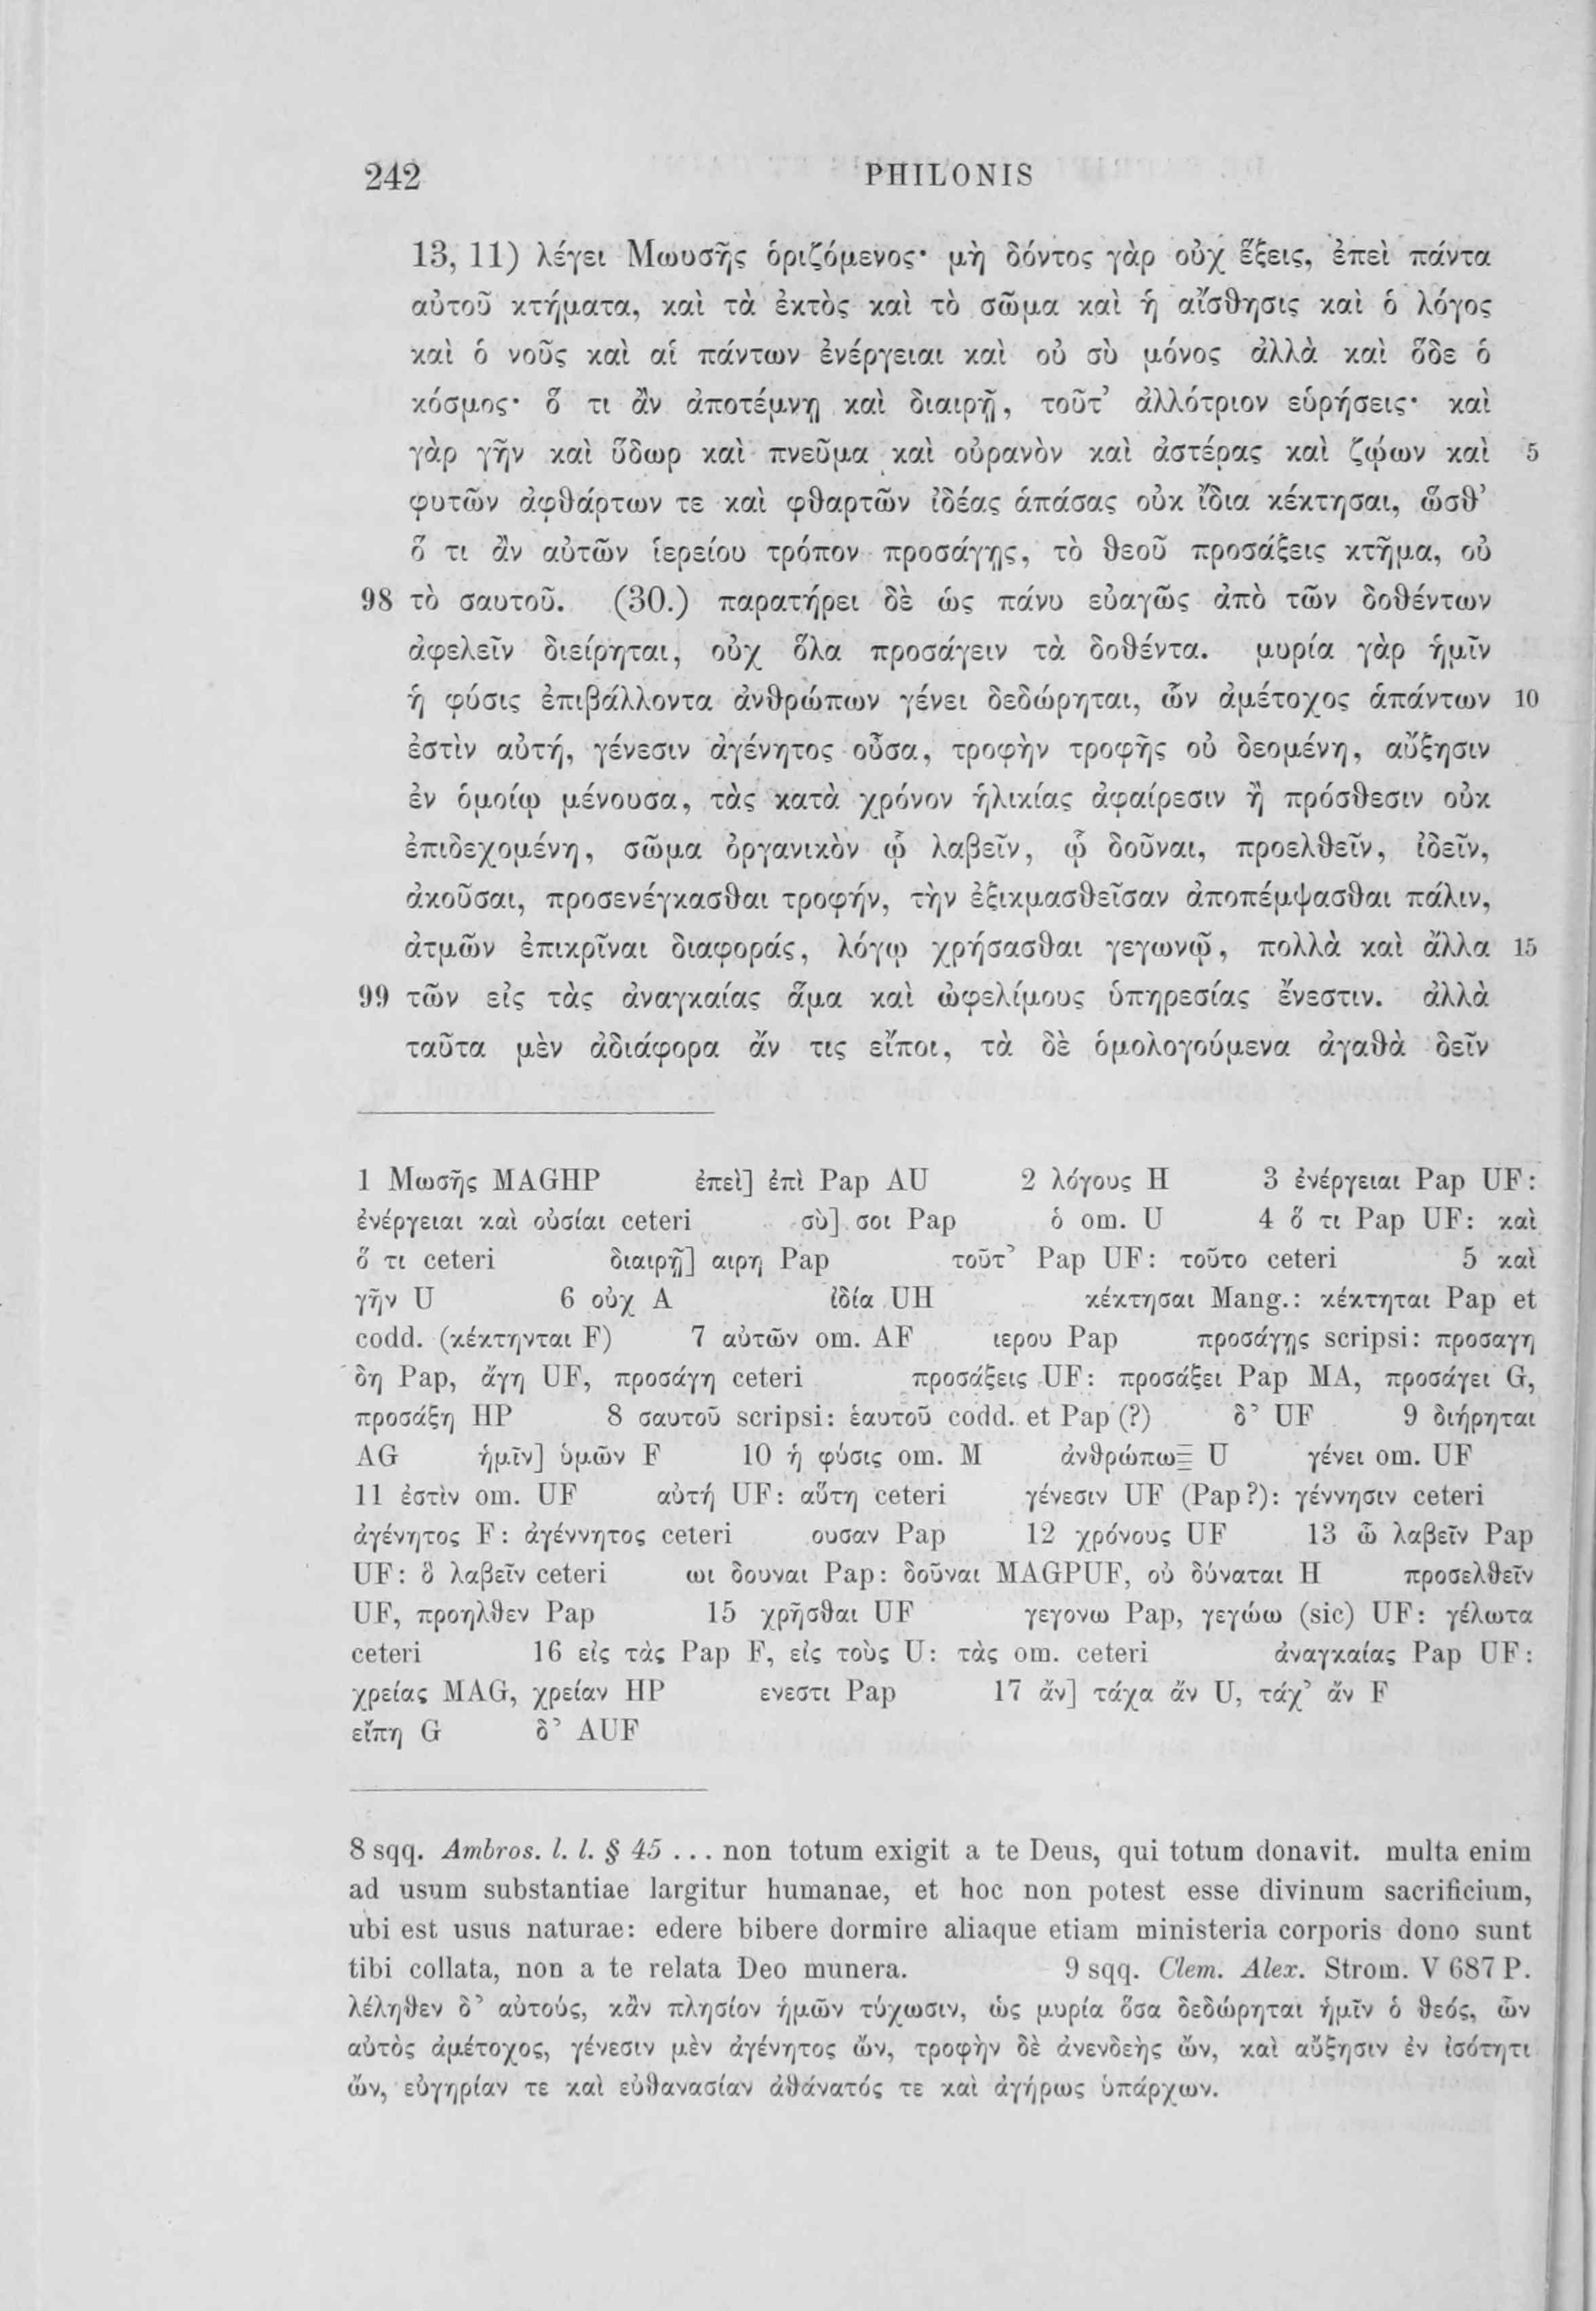 242 PHILONIS
13, 11) λέγει Μωυσῆς ὁριζόμενος· μὴ δόντος γὰρ οὐχ ἕξεις, ἐπεὶ πάντα
αὐτοῦ κτήματα, καὶ τὰ ἐκτὸς καὶ τὸ σῶμα καὶ ἡ αἴσθησις καὶ ὁ λόγος
καὶ ὁ νοῦς καὶ αἱ πάντων ἐνέργειαι καὶ οὐ σὺ μόνος ἀλλὰ καὶ ὅδε ὁ
κόσμος· ὅ τι ἂν ἀποτέμνῃ καὶ διαιρῇ, τοῦτ’ ἀλλότριον εὑρήσεις· καὶ
γὰρ γῆν καὶ ὕδωρ καὶ πνεῦμα καὶ οὐρανὸν καὶ ἀστέρας καὶ ζῴων καὶ 5
φυτῶν ἀφθάρτων τε καὶ φθαρτῶν ἰδέας ἁπάσας οὐκ ἴδια κέκτησαι, ὥσθ’
ὅ τι ἂν αὐτῶν ἱερείου τρόπον προσάγῃς, τὸ θεοῦ προσάξεις κτῆμα, οὐ
98 τὸ σαυτοῦ. (30.) παρατήρει δὲ ὡς πάνυ εὐαγῶς ἀπὸ τῶν δοθέντων
ἀφελεῖν διείρηται, οὐχ ὅλα προσάγειν τὰ δοθέντα. μυρία γὰρ ἡμῖν
ἡ φύσις ἐπιβάλλοντα ἀνθρώπων γένει δεδώρηται, ὧν ἀμέτοχος ἁπάντων 10
ἐστὶν αὐτή, γένεσιν ἀγένητος οὖσα, τροφὴν τροφῆς οὐ δεομένη, αὔξησιν
ἐν ὁμοίῳ μένουσα, τὰς κατὰ χρόνον ἡλικίας ἀφαίρεσιν ἢ πρόσθεσιν οὐκ
ἐπιδεχομένη, σῶμα ὀργανικὸν ᾧ λαβεῖν, ᾧ δοῦναι, προελθεῖν, ἰδεῖν,
ἀκοῦσαι, προσενέγκασθαι τροφήν, τὴν ἐξικμασθεῖσαν ἀποπέμψασθαι πάλιν,
ἀτμῶν ἐπικρῖναι διαφοράς, λόγῳ χρήσασθαι γεγωνῷ, πολλὰ καὶ ἄλλα 15
99 τῶν εἰς τὰς ἀναγκαίας ἅμα καὶ ὠφελίμους ὑπηρεσίας ἔνεστιν. ἀλλὰ
ταῦτα μὲν ἀδιάφορα ἄν τις εἴποι, τὰ δὲ ὁμολογούμενα ἀγαθὰ δεῖν
1 Μωσῆς MAGHP ἐπεὶ] ἐπὶ Pap AU 2 λόγους H 3 ἐνέργειαι Pap UF:
ἐνέργειαι καὶ οὐσίαι ceteri σὺ] σοι Pap ὁ om. U 4 ὅ τι Pap UF: καὶ
ὅ τι ceteri διαιρῇ] αιρη Pap τοῦτ’ Pap UF: τοῦτο ceteri 5 καὶ
γῆν U 6 οὐχ A ἰδία UH κέκτησαι Mang.: κέκτηται Pap et
codd. (κέκτηνται F) 7 αὐτῶν om. AF ιερου Pap προσάγῃς scripsi: προσαγη
δη Pap, ἄγη UF, προσάγη ceteri προσάξεις UF: προσάξει Pap MA, προσάγει G,
προσάξῃ HP 8 σαυτοῦ scripsi: ἑαυτοῦ codd. et Pap (?) δ’ UF 9 διῄρηται
AG ἡμῖν] ὑμῶν F 10 ἡ φύσις om. M ἀνθρώπω U γένει om. UF
11 ἐστὶν om. UF αὐτή UF: αὕτη ceteri γένεσιν UF (Pap?): γέννησιν ceteri
ἀγένητος F: ἀγέννητος ceteri ουσαν Pap 12 χρόνους UF 13 ὧ λαβεῖν Pap
UF: ὃ λαβεῖν ceteri ωι δουναι Pap: δοῦναι MAGPUF, οὐ δύναται H προσελθεῖν
UF, προηλθεν Pap 15 χρῆσθαι UF γεγονω Pap, γεγώω (sic) UF: γέλωτα
ceteri 16 εἰς τὰς Pap F, εἰς τοὺς U: τὰς om. ceteri ἀναγκαίας Pap UF:
χρείας MAG, χρείαν HP ενεστι Pap 17 ἄν] τάχα ἄν U, τάχ’ ἄν F
εἴπη G δ’ AUF
8 sqq. Ambros. l. l. § 45 ... non totum exigit a te Deus, qui totum donavit. multa enim
ad usum substantiae largitur humanae, et hoc non potest esse divinum sacrificium,
ubi est usus naturae: edere bibere dormire aliaque etiam ministeria corporis dono sunt
tibi collata, non a te relata Deo munera. 9 sqq. Clem. Alex. Strom. V 687 P.
λέληθεν δ’ αὐτούς, κἂν πλησίον ἡμῶν τύχωσιν, ὡς μυρία ὅσα δεδώρηται ἡμῖν ὁ θεός, ὧν
αὐτὸς ἀμέτοχος, γένεσιν μὲν ἀγένητος ὤν, τροφὴν δὲ ἀνενδεὴς ὤν, καὶ αὔξησιν ἐν ἰσότητι
ὤν, εὐγηρίαν τε καὶ εὐθανασίαν ἀθάνατός τε καὶ ἀγήρως ὑπάρχων.